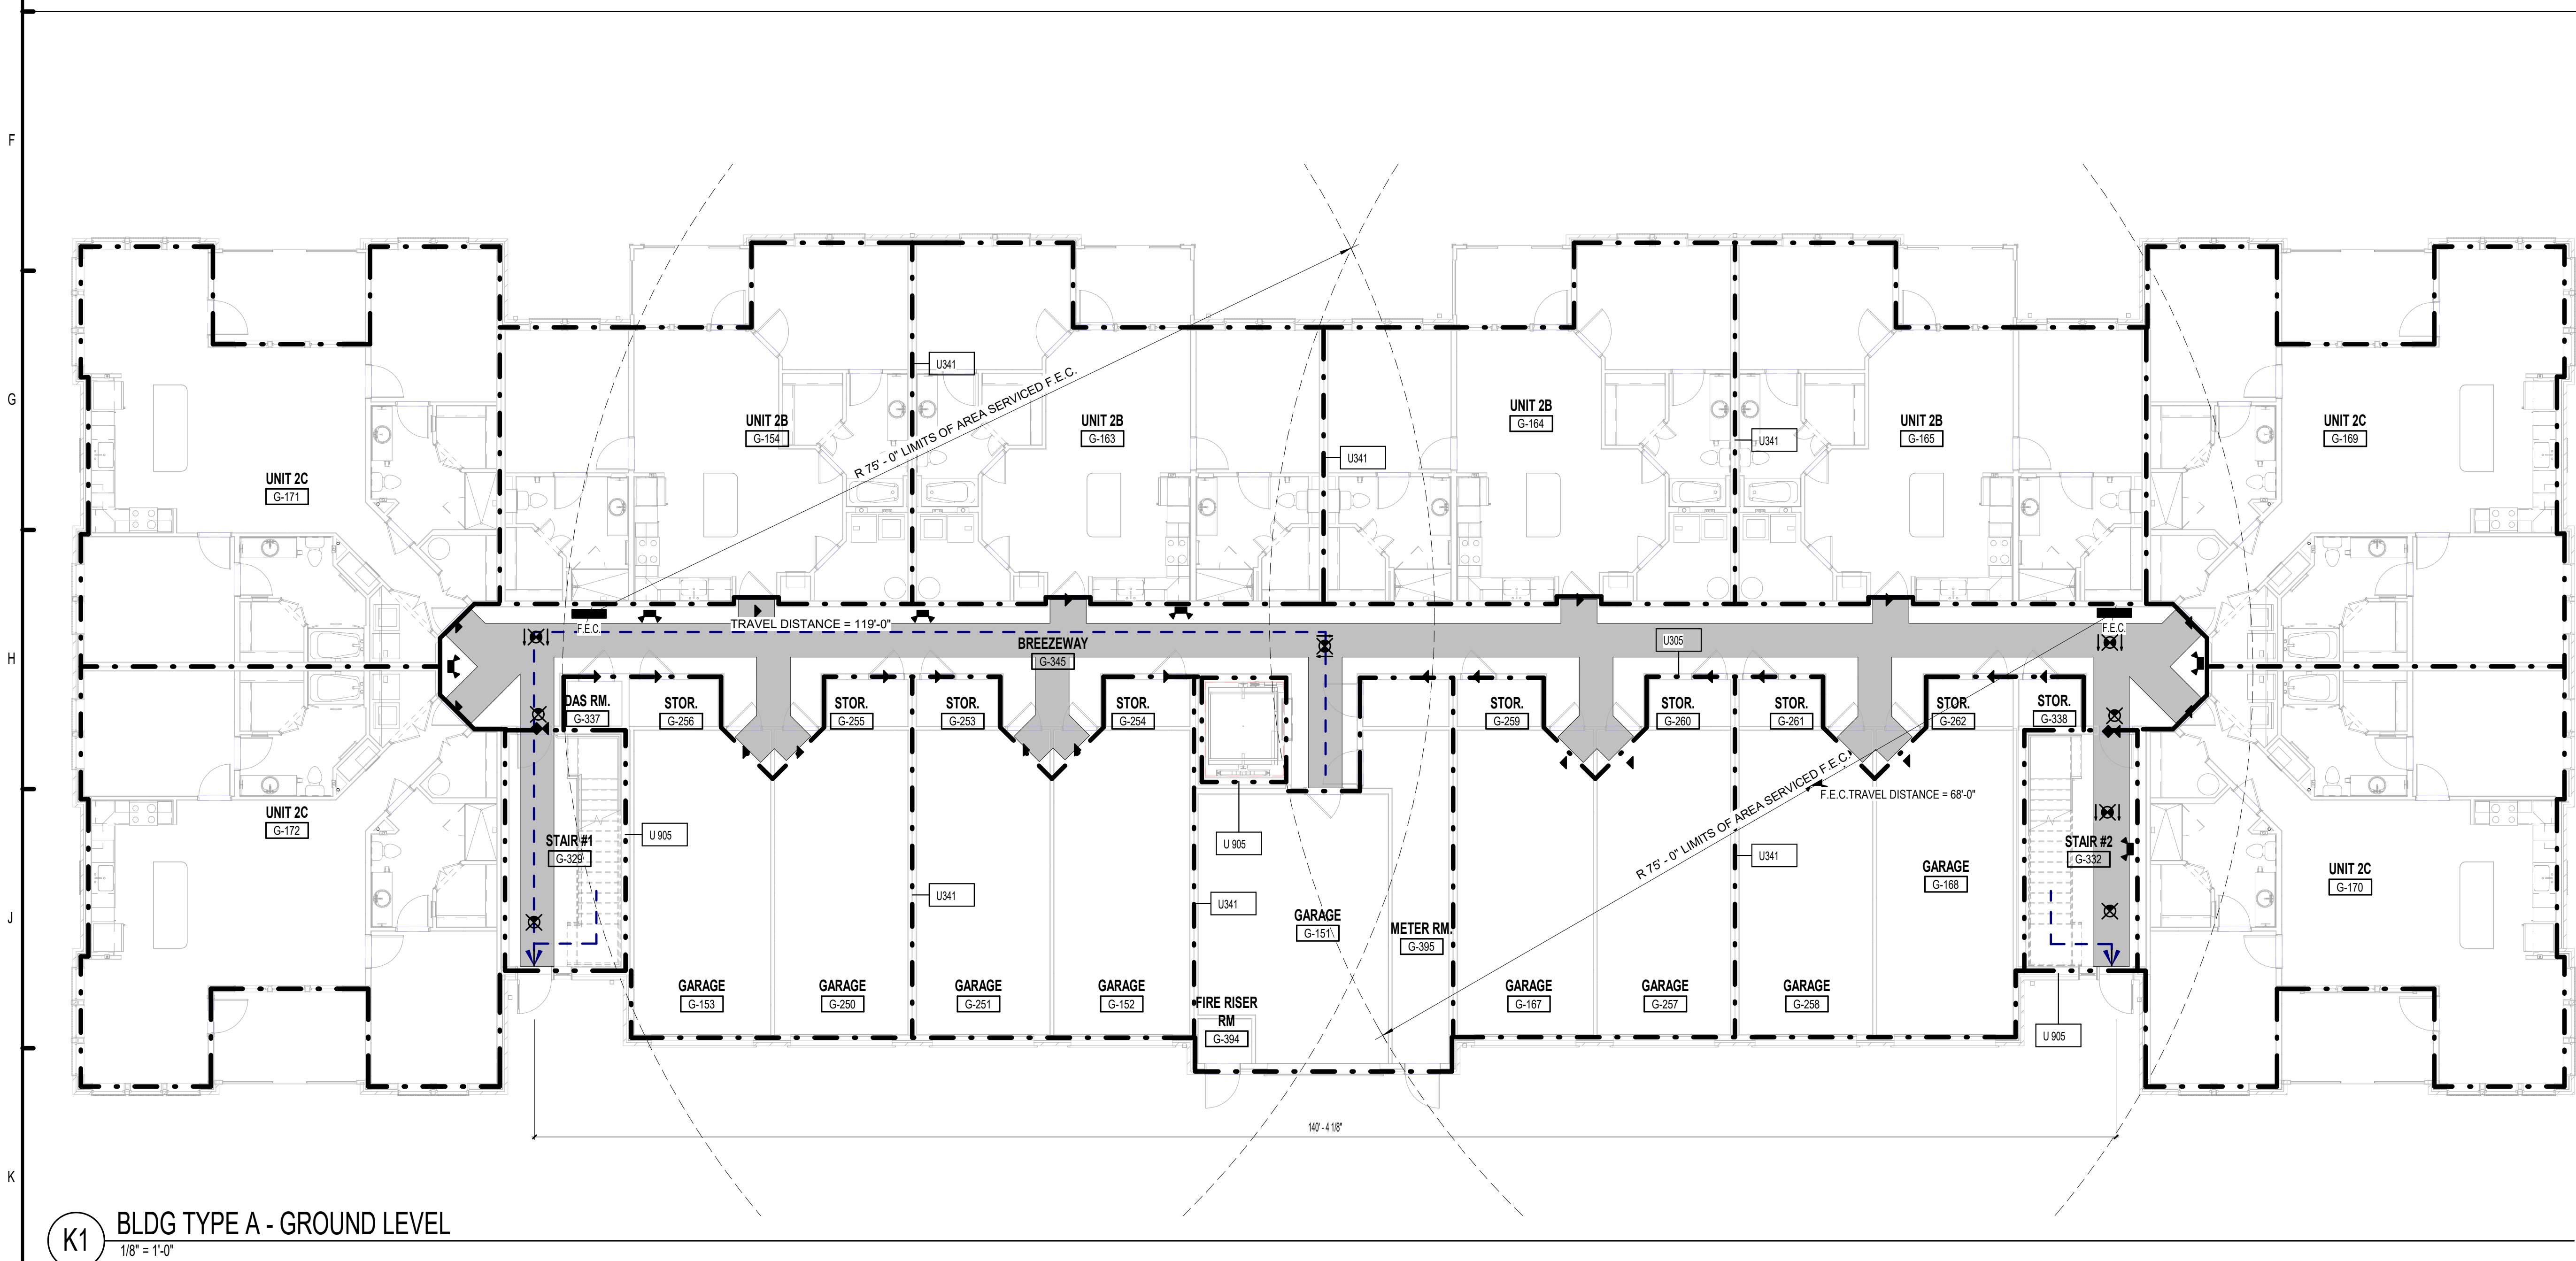 F
G
H
J
K
UNIT 2C
G-171
UNIT 2B
G-154
U341
R 75' - 0" LIMITS OF AREA SERVICED F.E.C.
UNIT 2B
G-163
U341
UNIT 2B
G-164
U341
UNIT 2B
G-165
UNIT 2C
G-169
F.E.C.
TRAVEL DISTANCE = 119'-0"
BREEZEWAY
G-345
U305
F.E.C.
DAS RM.
G-337
STOR.
G-256
STOR.
G-255
STOR.
G-253
STOR.
G-254
STOR.
G-259
STOR.
G-260
STOR.
G-261
STOR.
G-262
STOR.
G-338
R 75' - 0" LIMITS OF AREA SERVICED F.E.C.
F.E.C.TRAVEL DISTANCE = 68'-0"
UNIT 2C
G-172
STAIR #1
G-329
U 905
U 905
U341
U341
U341
GARAGE
G-151
METER RM.
G-395
GARAGE
G-168
STAIR #2
G-332
UNIT 2C
G-170
GARAGE
G-153
GARAGE
G-250
GARAGE
G-251
GARAGE
G-152
FIRE RISER
RM
G-394
GARAGE
G-167
GARAGE
G-257
GARAGE
G-258
U 905
140' - 4 1/8"
K1
BLDG TYPE A - GROUND LEVEL
1/8" = 1'-0"